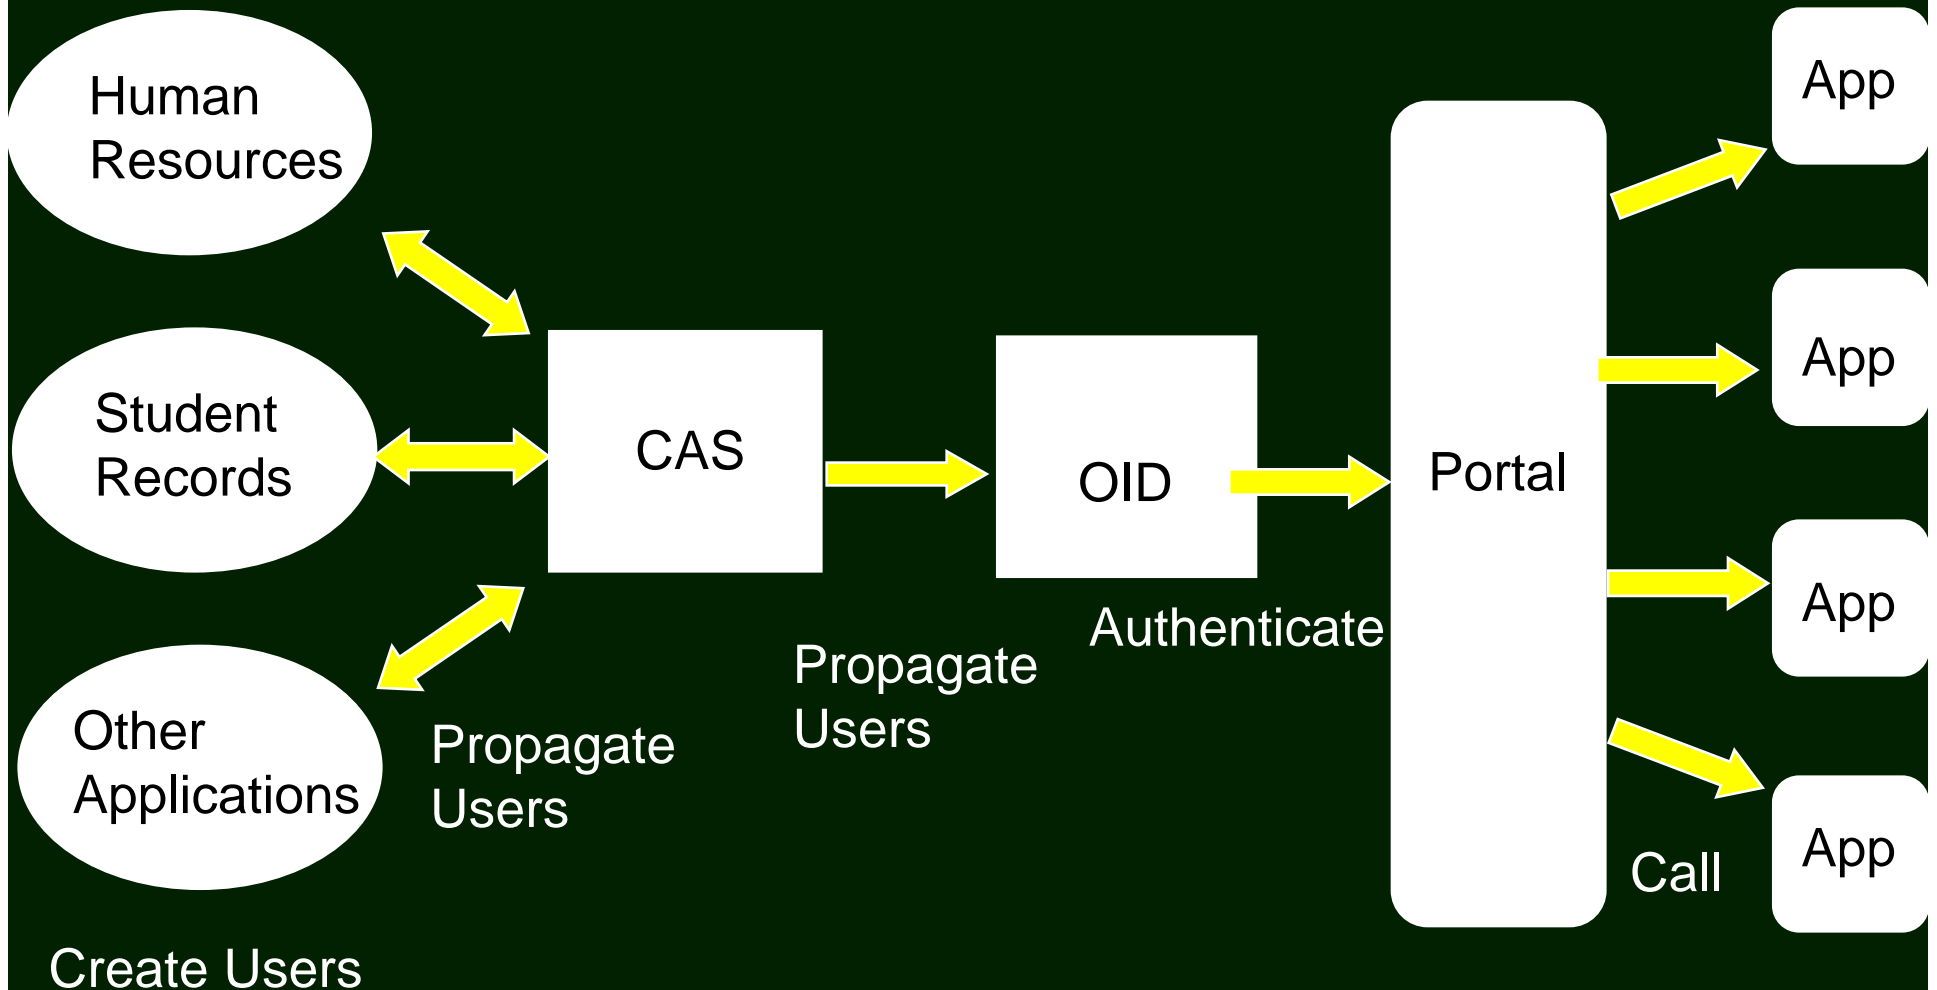 Human
Resources
Student
Records
Other
Applications
Create Users
Propagate
Users
CAS
Propagate
Users
OID
Authenticate
Portal
Call
App
App
App
App